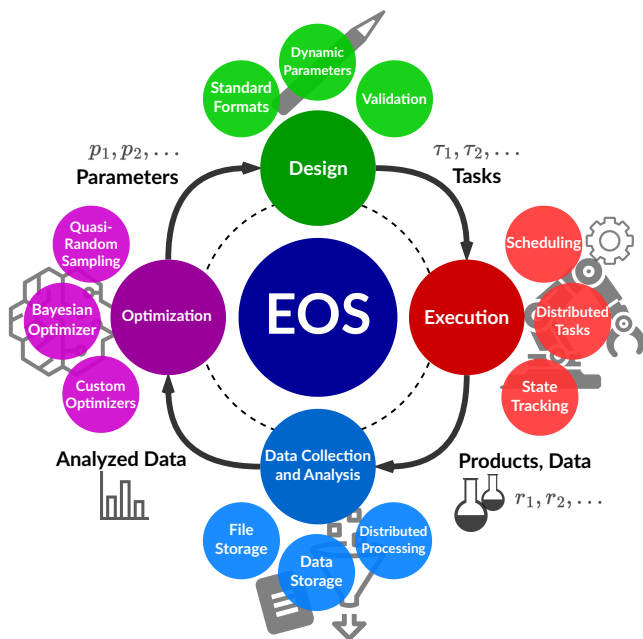 Dynamic
Parameters
Standard
Formats
Validation
Design
p₁, p₂, . . .
Parameters
τ₁, τ₂, . . .
Tasks
Quasi-
Random
Sampling
Bayesian
Optimizer
Custom
Optimizers
Optimization
EOS
Execution
Scheduling
Distributed
Tasks
State
Tracking
Data Collection
and Analysis
Analyzed Data
Products, Data
r₁, r₂, . . .
File
Storage
Data
Storage
Distributed
Processing